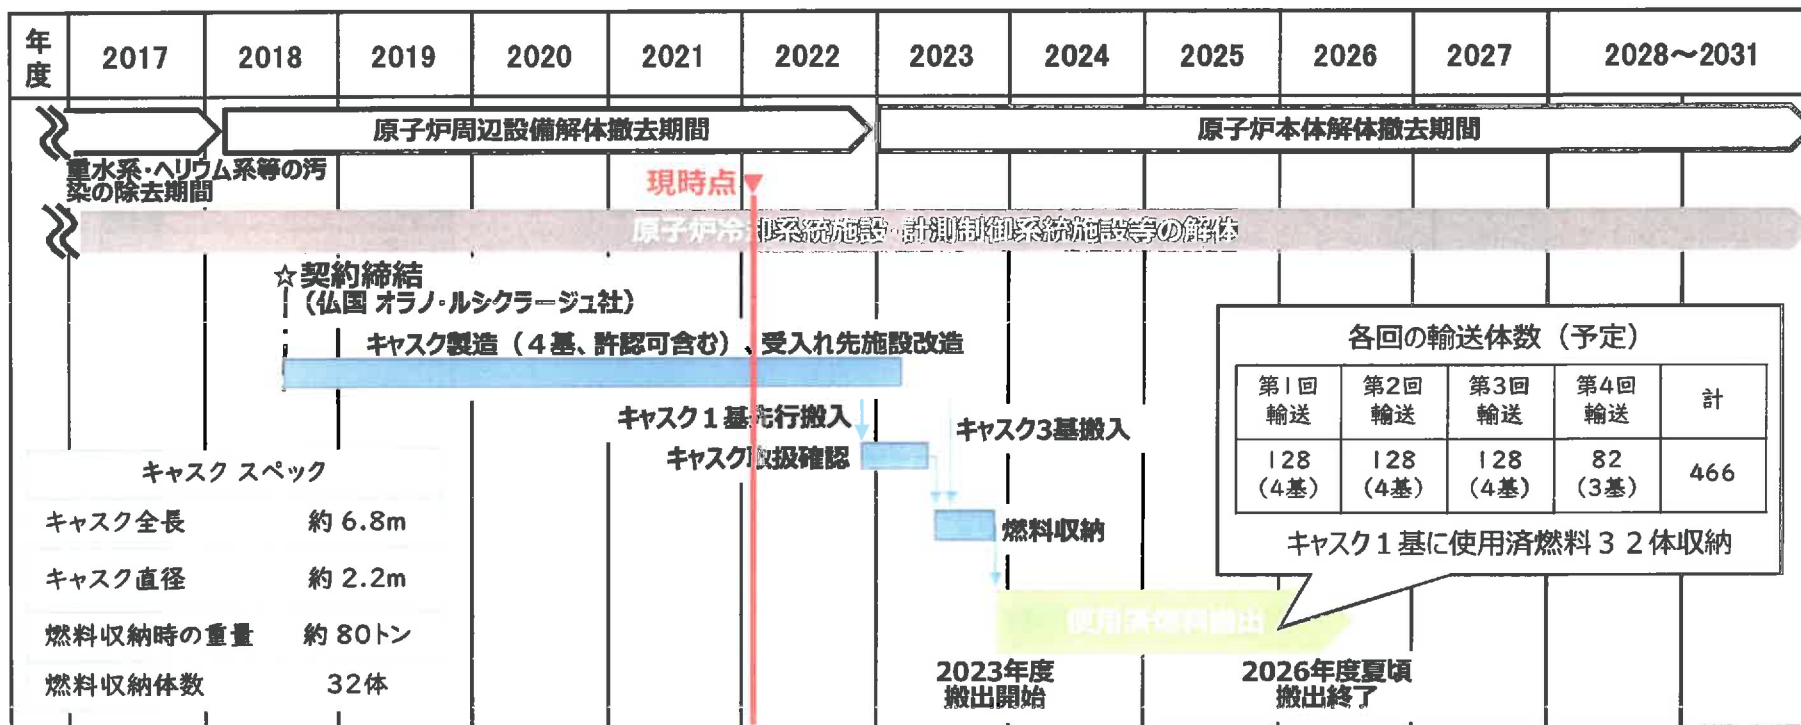 年度
2017
2018
2019
2020
2021
2022
2023
2024
2025
2026
2027
2028～2031
原子炉周辺設備解体撤去期間
原子炉本体解体撤去期間
重水系・ヘリウム系等の汚
染の除去期間
現時点
原子炉冷却系統施設・計測制御系統施設等の解体
☆契約締結
（仏国 オラノ・ルシクラージュ社）
キャスク製造（4基、許認可含む）、受入れ先施設改造
キャスク1基先行搬入
キャスク3基搬入
キャスク取扱確認
燃料収納
使用済燃料搬出
2023年度
搬出開始
2026年度夏頃
搬出終了
キャスク スペック
キャスク全長 約 6.8m
キャスク直径 約 2.2m
燃料収納時の重量 約 80トン
燃料収納体数 32体
各回の輸送体数（予定）
第1回輸送
第2回輸送
第3回輸送
第4回輸送
計
128（4基）
128（4基）
128（4基）
82（3基）
466
キャスク1基に使用済燃料３２体収納